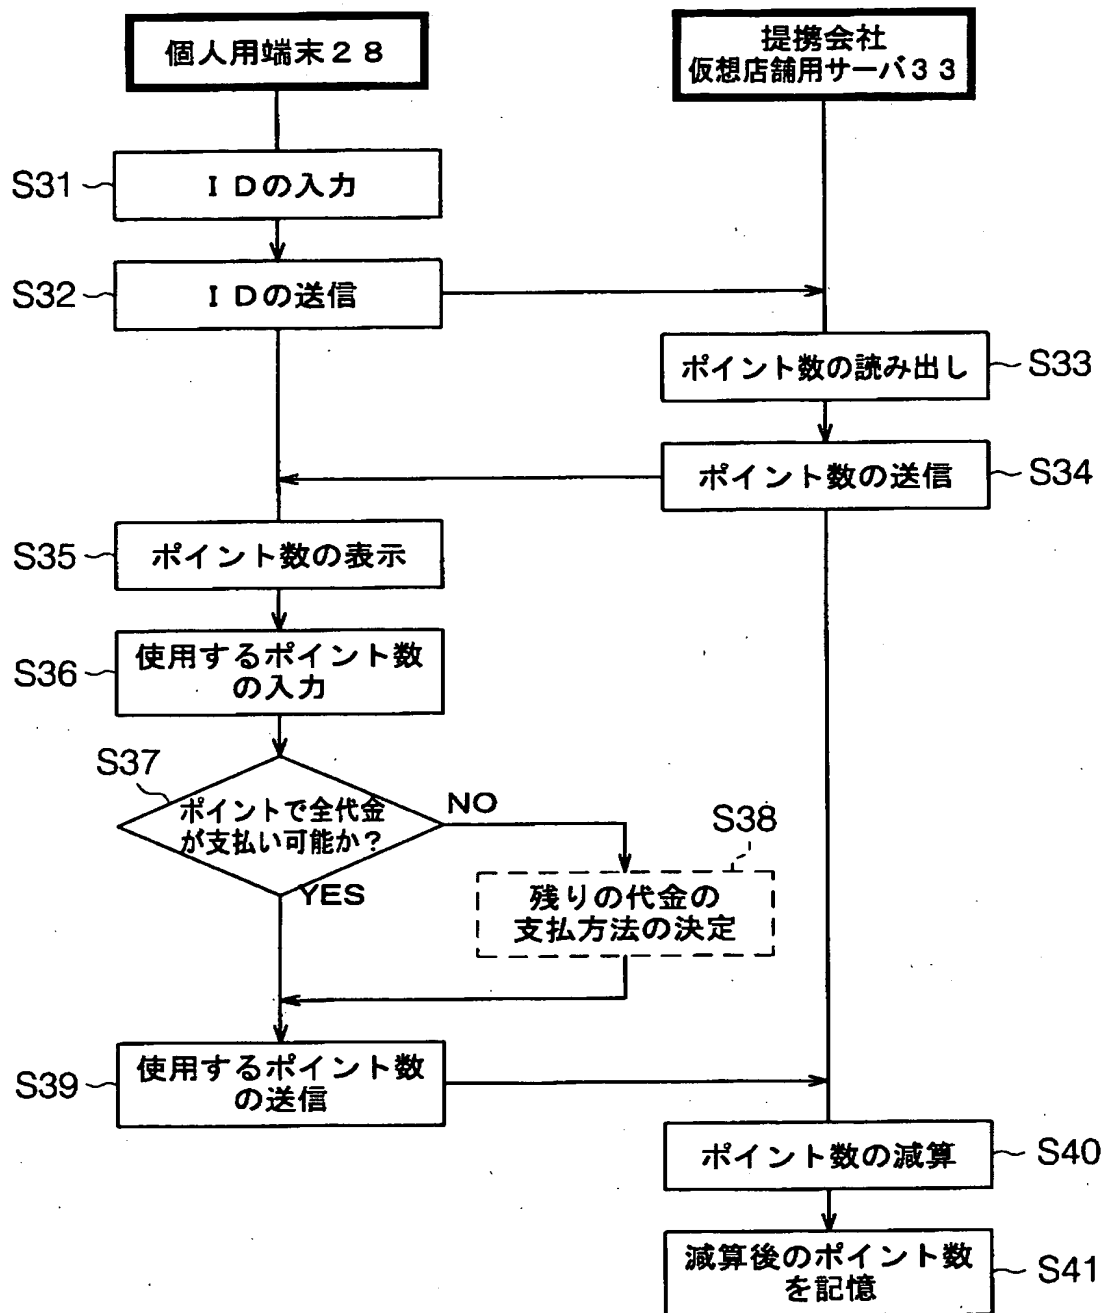 個人用端末２８
提携会社
仮想店舗用サーバ３３
S31
ＩＤの入力
S32
ＩＤの送信
ポイント数の読み出し
S33
ポイント数の送信
S34
S35
ポイント数の表示
S36
使用するポイント数
の入力
S37
ポイントで全代金
が支払い可能か？
NO
YES
S38
残りの代金の
支払方法の決定
S39
使用するポイント数
の送信
ポイント数の減算
S40
減算後のポイント数
を記憶
S41